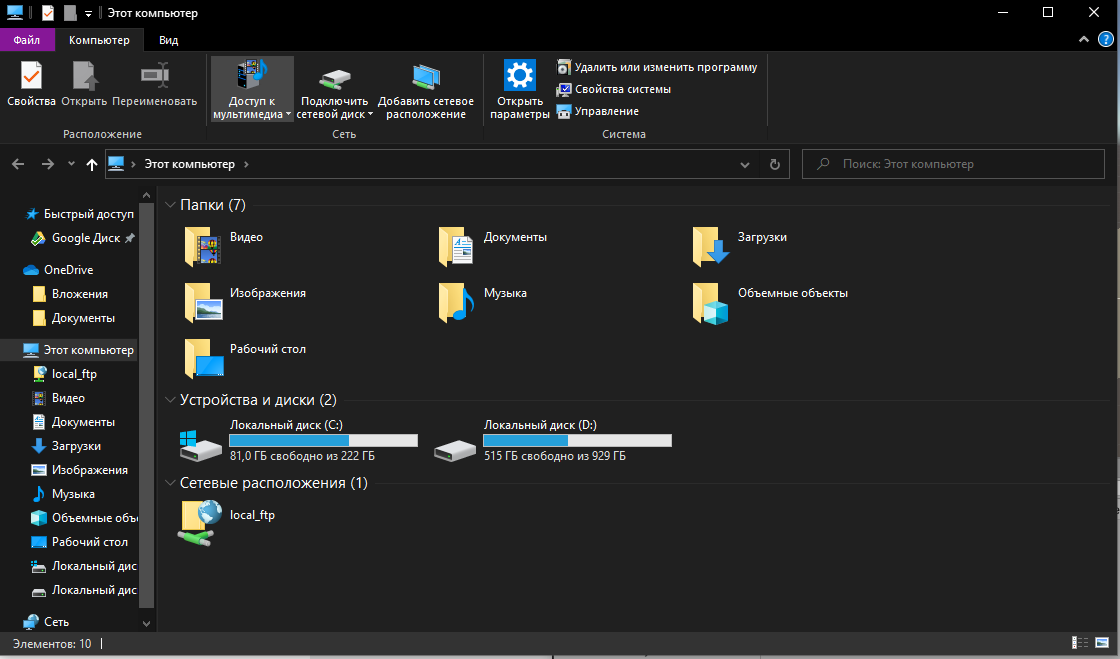 Этот компьютер
Файл
Компьютер
Вид
Свойства
Открыть
Переименовать
Расположение
Доступ к
мультимедиа
Подключить
сетевой диск
Добавить сетевое
расположение
Сеть
Открыть
параметры
Удалить или изменить программу
Свойства системы
Управление
Система
Этот компьютер
Поиск: Этот компьютер
Быстрый доступ
Google Диск
OneDrive
Вложения
Документы
Этот компьютер
local_ftp
Видео
Документы
Загрузки
Изображения
Музыка
Объемные объе
Рабочий стол
Локальный дис
Локальный дис
Сеть
Папки (7)
Видео
Документы
Загрузки
Изображения
Музыка
Объемные объекты
Рабочий стол
Устройства и диски (2)
Локальный диск (C:)
81,0 ГБ свободно из 222 ГБ
Локальный диск (D:)
515 ГБ свободно из 929 ГБ
Сетевые расположения (1)
local_ftp
Элементов: 10